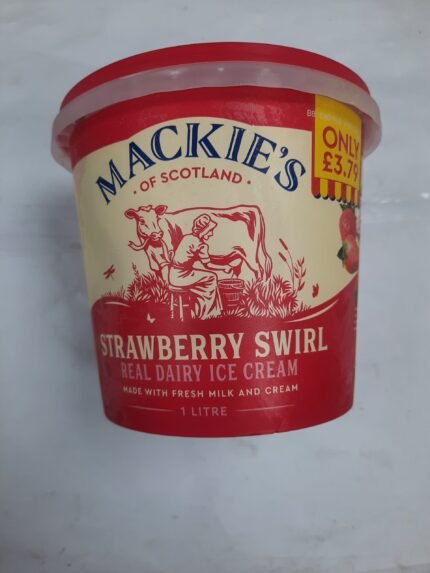 MACKIE'S
· OF SCOTLAND ·
ONLY
£3.79
STRAWBERRY SWIRL
REAL DAIRY ICE CREAM
MADE WITH FRESH MILK AND CREAM
1 LITRE